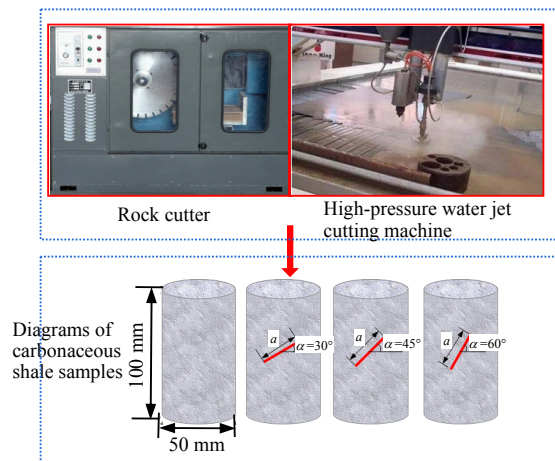 Rock cutter
High-pressure water jet
cutting machine
Diagrams of
carbonaceous
shale samples
100 mm
50 mm
a
α=30°
a
α=45°
a
α=60°